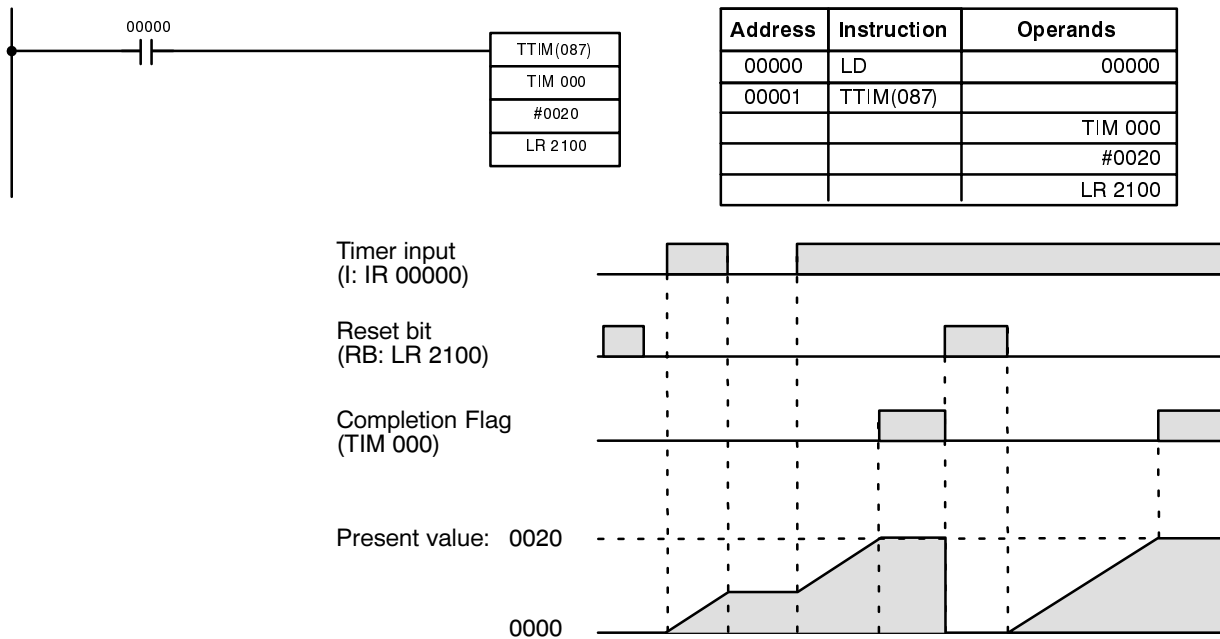 00000
TTIM(087)
TIM 000
#0020
LR 2100
Address Instruction Operands
00000 LD 00000
00001 TTIM(087)
TIM 000
#0020
LR 2100
Timer input
(I: IR 00000)
Reset bit
(RB: LR 2100)
Completion Flag
(TIM 000)
Present value: 0020
0000